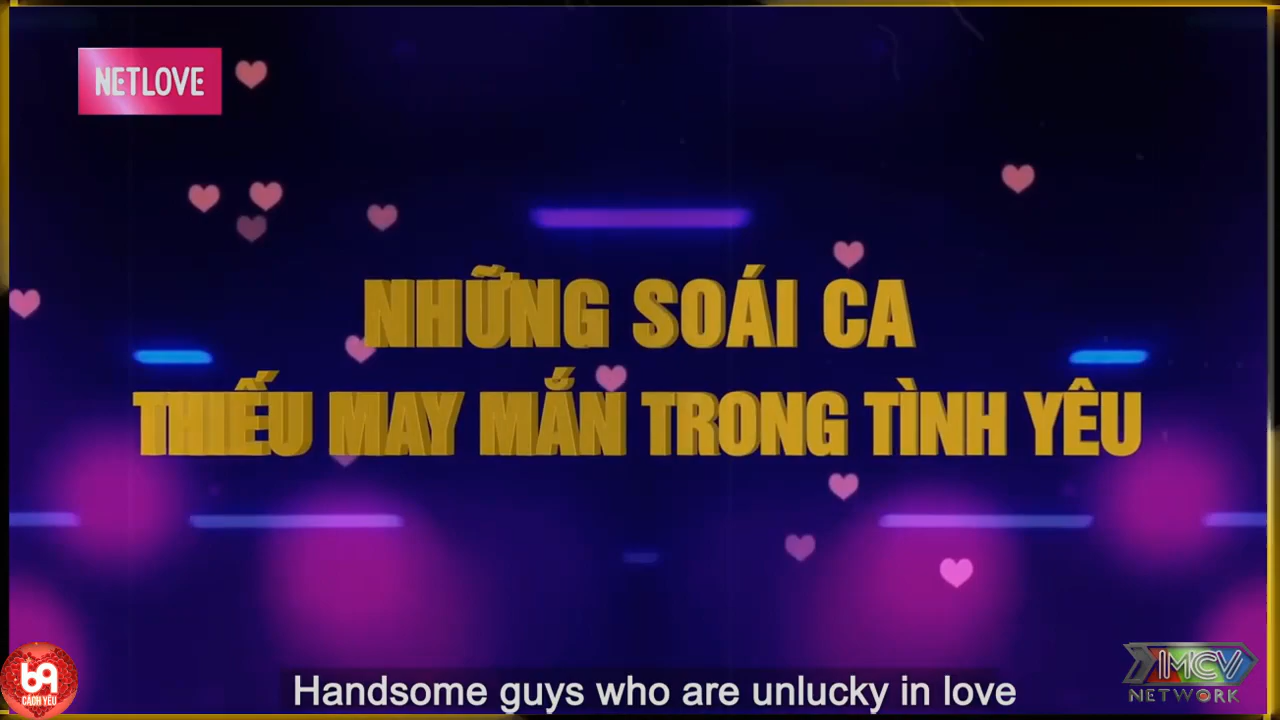 NETLOVE
NHỮNG SOÁI CA
THIẾU MAY MẮN TRONG TÌNH YÊU
69
CÁCH YÊU
Handsome guys who are unlucky in love
MCV
NETWORK